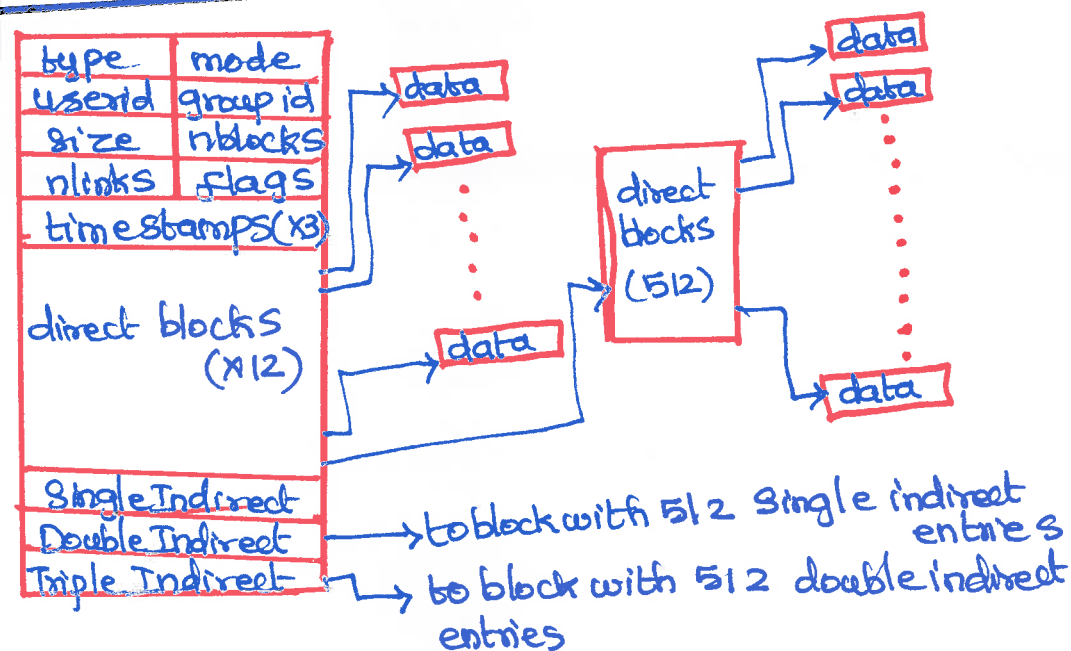 type mode
userid groupid
size nblocks
nlinks flags
timestamps(x3)
direct blocks
(x12)
Single Indirect
Double Indirect
Triple Indirect
data
data
data
direct
blocks
(512)
data
data
data
to block with 512 Single indirect
entries
to block with 512 double indirect
entries